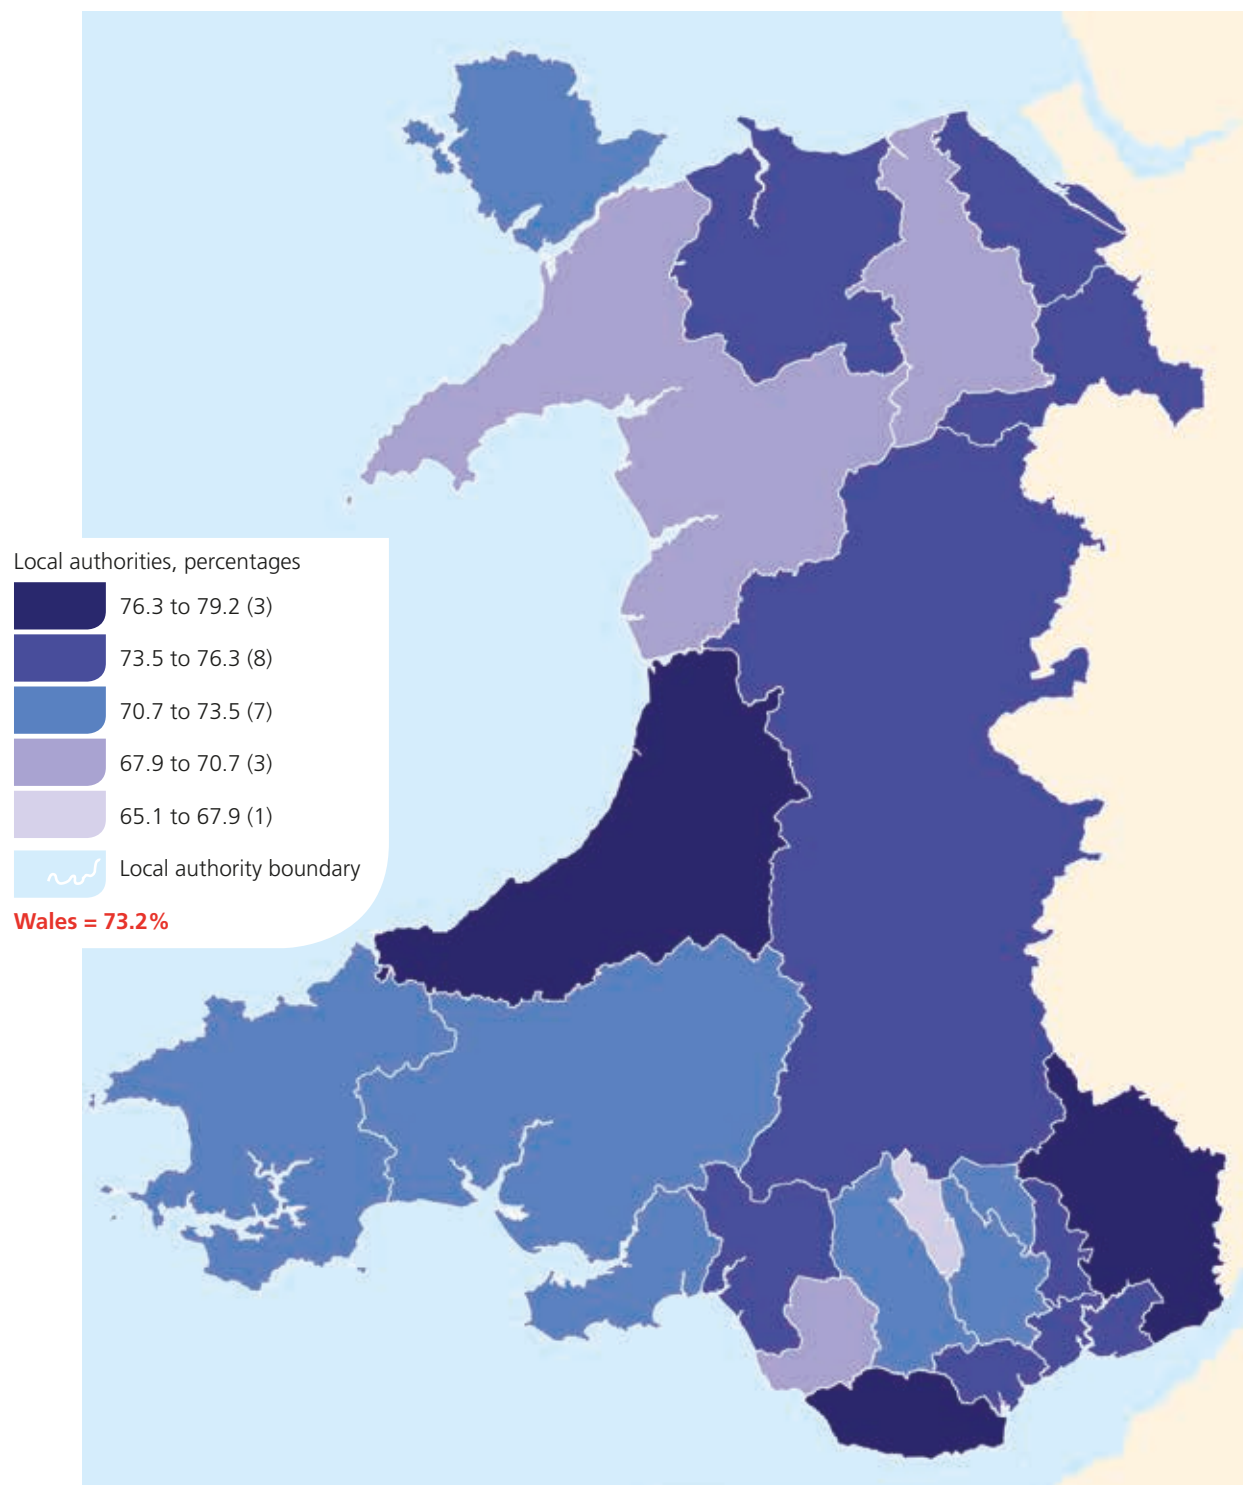 Local authorities, percentages
76.3 to 79.2 (3)
73.5 to 76.3 (8)
70.7 to 73.5 (7)
67.9 to 70.7 (3)
65.1 to 67.9 (1)
Local authority boundary
Wales = 73.2%